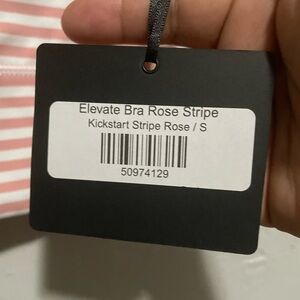 Elevate Bra Rose Stripe
Kickstart Stripe Rose / S
50974129